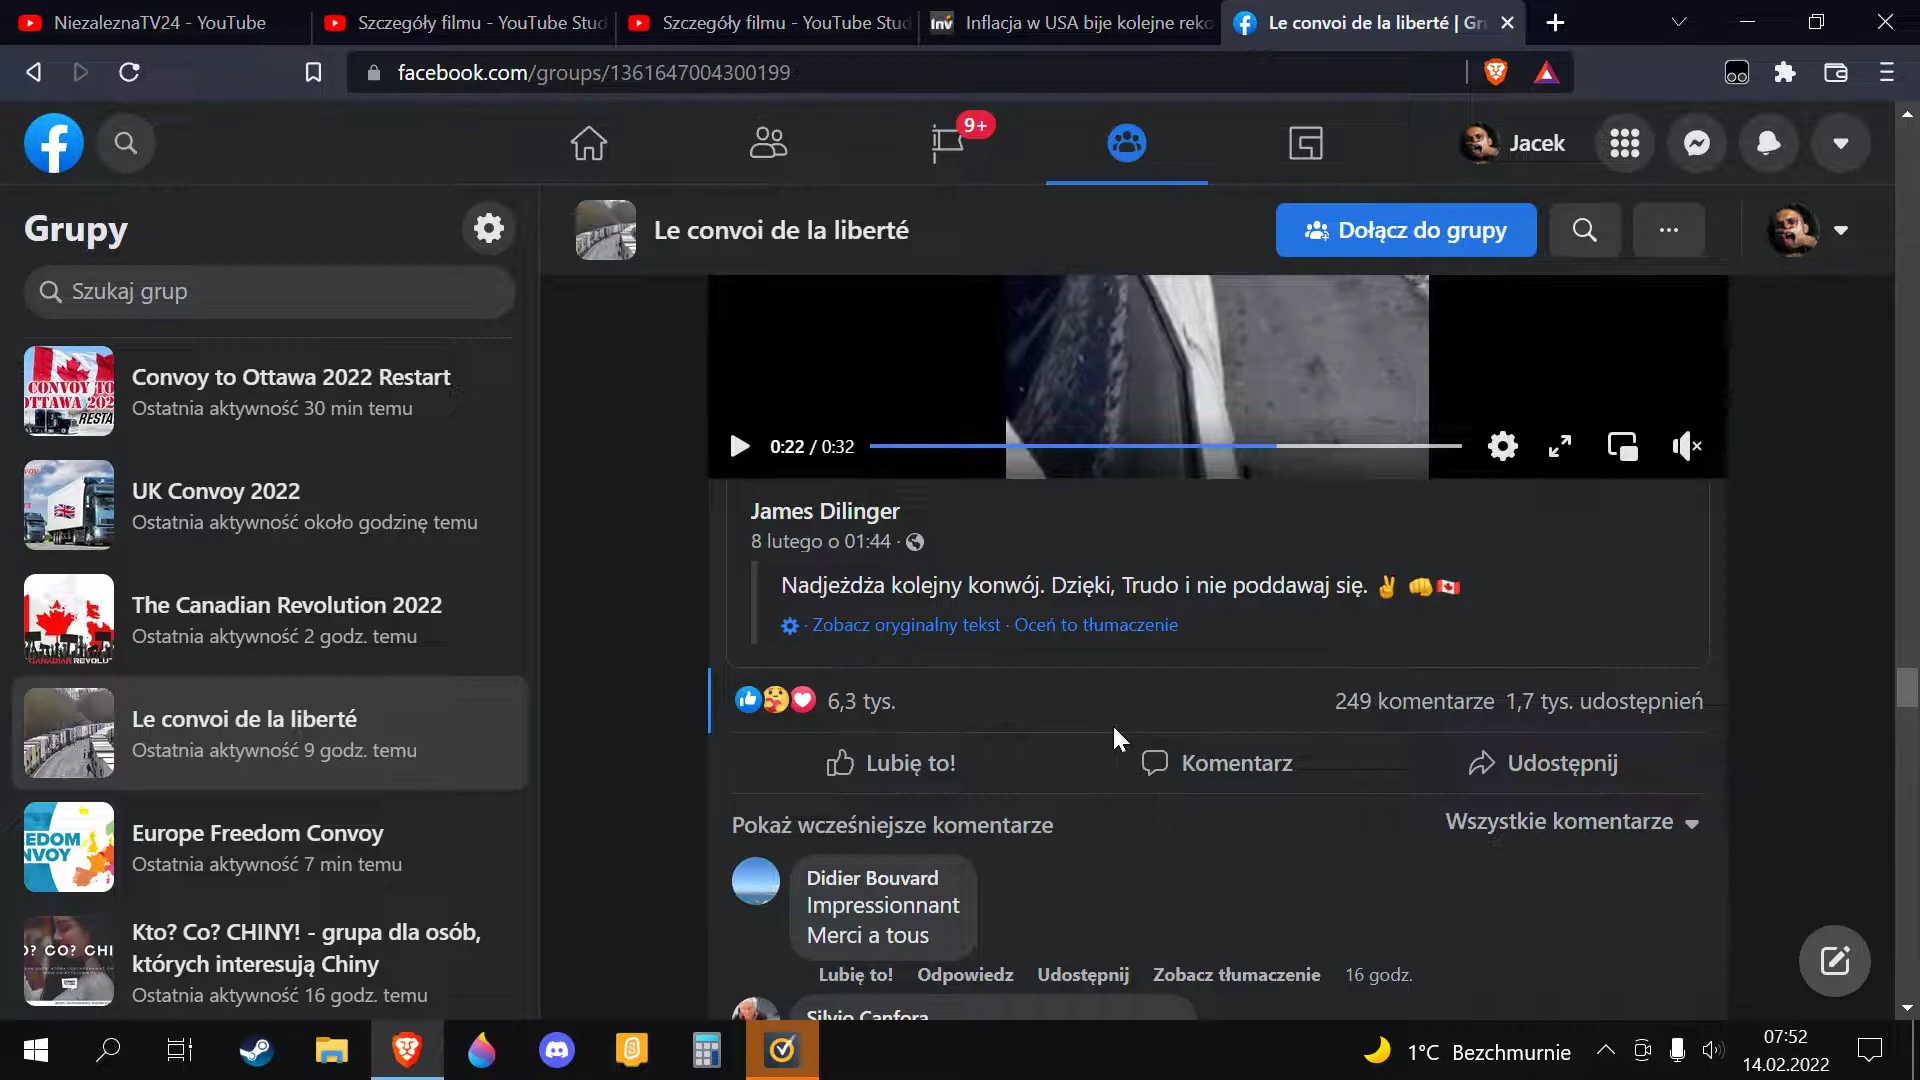 NiezaleznaTV24 - YouTube
Szczegóły filmu - YouTube Stud
Szczegóły filmu - YouTube Stud
Inv
Inflacja w USA bije kolejne reko
Le convoi de la liberté | Gr
facebook.com/groups/1361647004300199
9+
Jacek
Grupy
Szukaj grup
Le convoi de la liberté
Dołącz do grupy
Convoy to Ottawa 2022 Restart
Ostatnia aktywność 30 min temu
UK Convoy 2022
Ostatnia aktywność około godzinę temu
The Canadian Revolution 2022
Ostatnia aktywność 2 godz. temu
Le convoi de la liberté
Ostatnia aktywność 9 godz. temu
EDOM
NVOY
Europe Freedom Convoy
Ostatnia aktywność 7 min temu
O? CO? CHI
Kto? Co? CHINY! - grupa dla osób,
których interesują Chiny
Ostatnia aktywność 16 godz. temu
0:22 / 0:32
James Dilinger
8 lutego o 01:44 ·
Nadjeżdża kolejny konwój. Dzięki, Trudo i nie poddawaj się. ✌️ 👊🇨🇦
· Zobacz oryginalny tekst · Oceń to tłumaczenie
6,3 tys.
249 komentarze 1,7 tys. udostępnień
Lubię to!
Komentarz
Udostępnij
Pokaż wcześniejsze komentarze
Wszystkie komentarze
Didier Bouvard
Impressionnant
Merci a tous
Lubię to! Odpowiedz Udostępnij Zobacz tłumaczenie 16 godz.
Silvio Canfora
1°C Bezchmurnie
07:52
14.02.2022